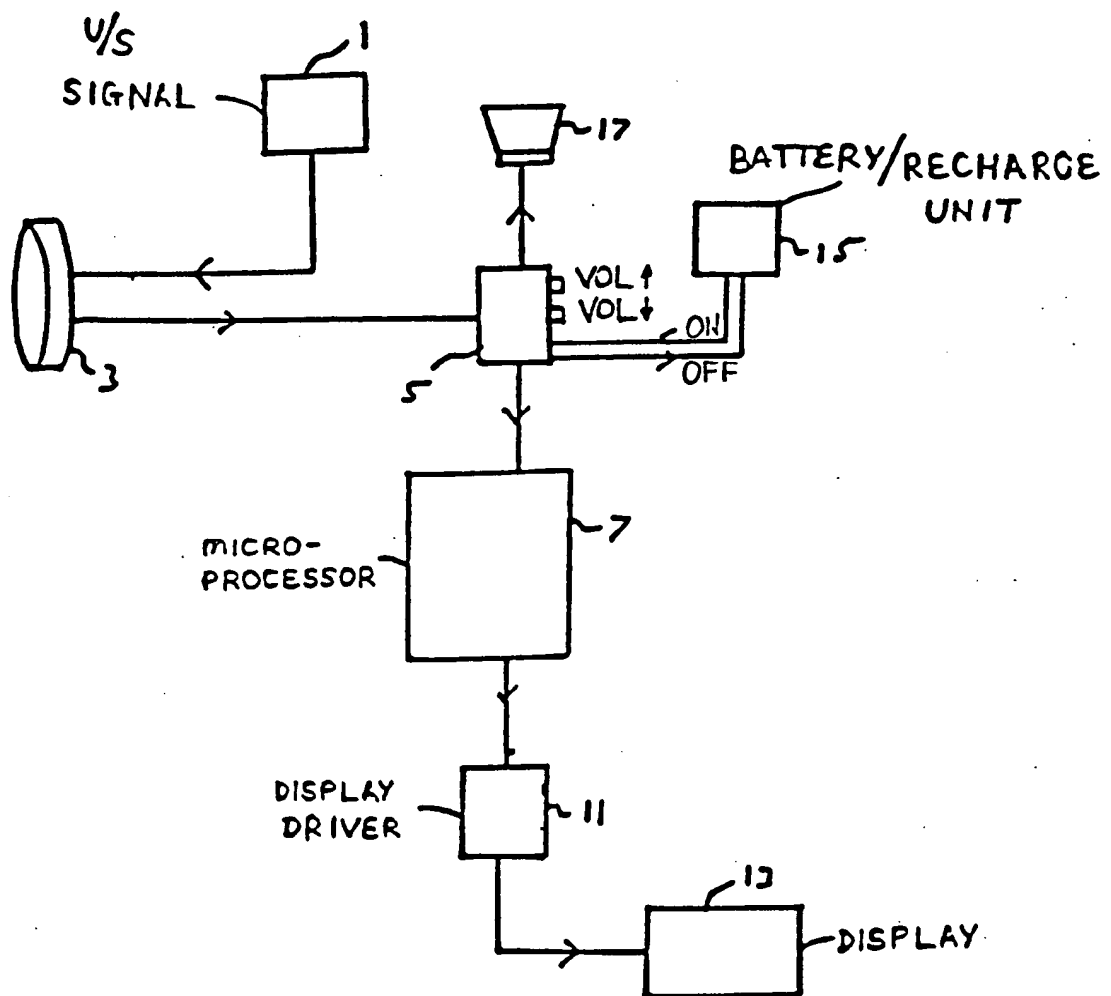 U/S
SIGNAL
1
17
BATTERY/RECHARGE
UNIT
15
VOL↑
VOL↓
ON
OFF
3
5
7
MICRO-
PROCESSOR
DISPLAY
DRIVER
11
13
DISPLAY